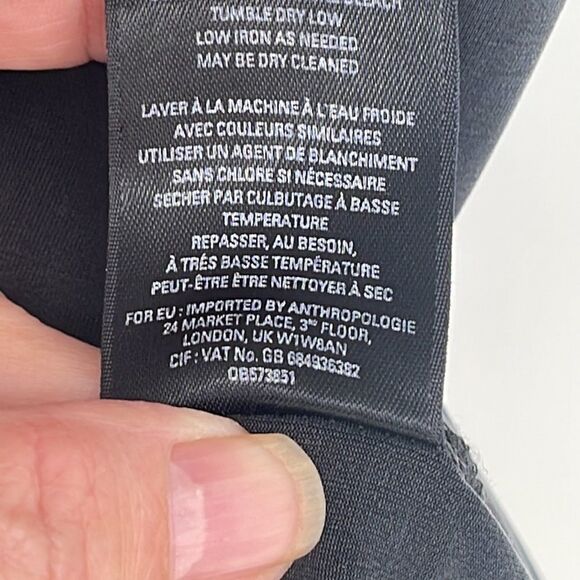 BLEACH
TUMBLE DRY LOW
LOW IRON AS NEEDED
MAY BE DRY CLEANED
LAVER À LA MACHINE À L'EAU FROIDE
AVEC COULEURS SIMILAIRES
UTILISER UN AGENT DE BLANCHIMENT
SANS CHLORE SI NÉCESSAIRE
SÉCHER PAR CULBUTAGE À BASSE
TEMPERATURE
REPASSER, AU BESOIN,
À TRÉS BASSE TEMPÉRATURE
PEUT-ÊTRE ÊTRE NETTOYER À SEC
FOR EU : IMPORTED BY ANTHROPOLOGIE
24 MARKET PLACE, 3RD FLOOR,
LONDON, UK W1W8AN
CIF : VAT No. GB 684936382
OB573851